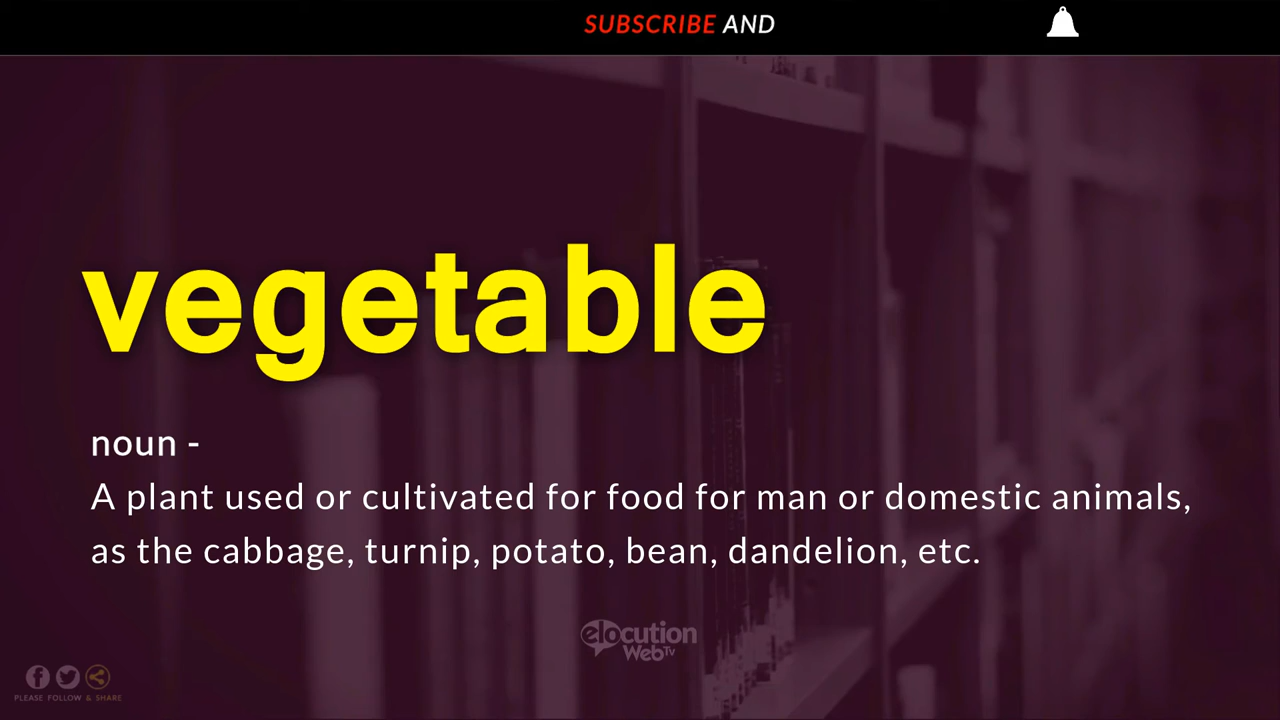 SUBSCRIBE AND
vegetable
noun -
A plant used or cultivated for food for man or domestic animals,
as the cabbage, turnip, potato, bean, dandelion, etc.
elocution
WebTv
PLEASE FOLLOW & SHARE